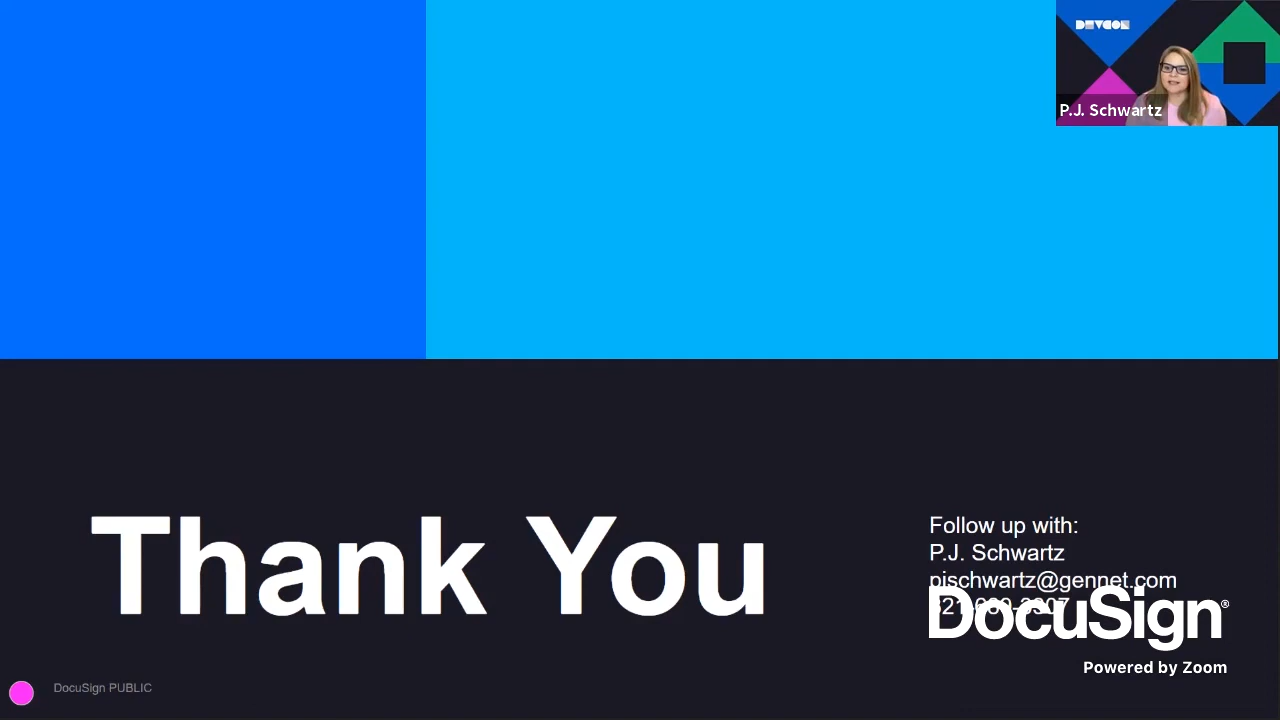 DEVCON
P.J. Schwartz
Thank You
Follow up with:
P.J. Schwartz
pjschwartz@gennet.com
DocuSign®
Powered by Zoom
DocuSign PUBLIC